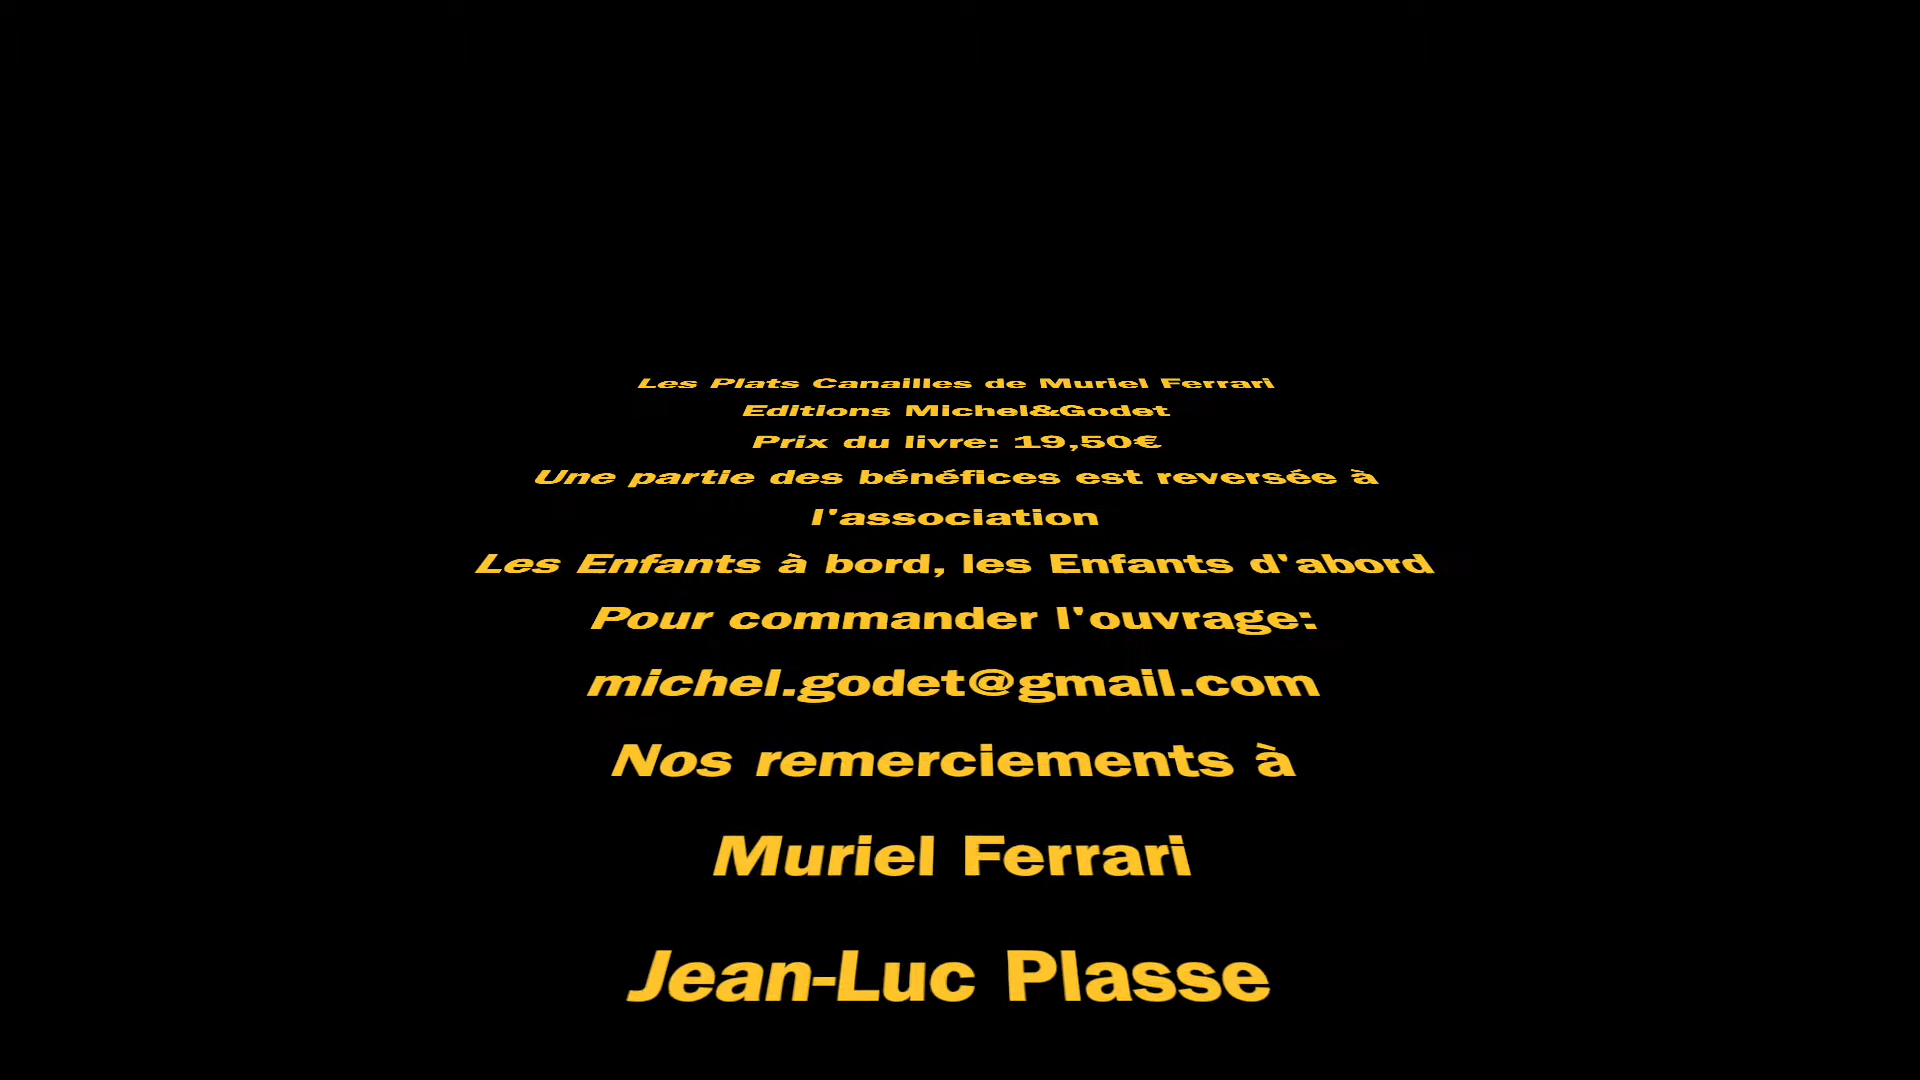 Les Plats Canailles de Muriel Ferrari
Editions Michel&Godet
Prix du livre: 19,50€
Une partie des bénéfices est reversée à
l'association
Les Enfants à bord, les Enfants d'abord
Pour commander l'ouvrage:
michel.godet@gmail.com
Nos remerciements à
Muriel Ferrari
Jean-Luc Plasse